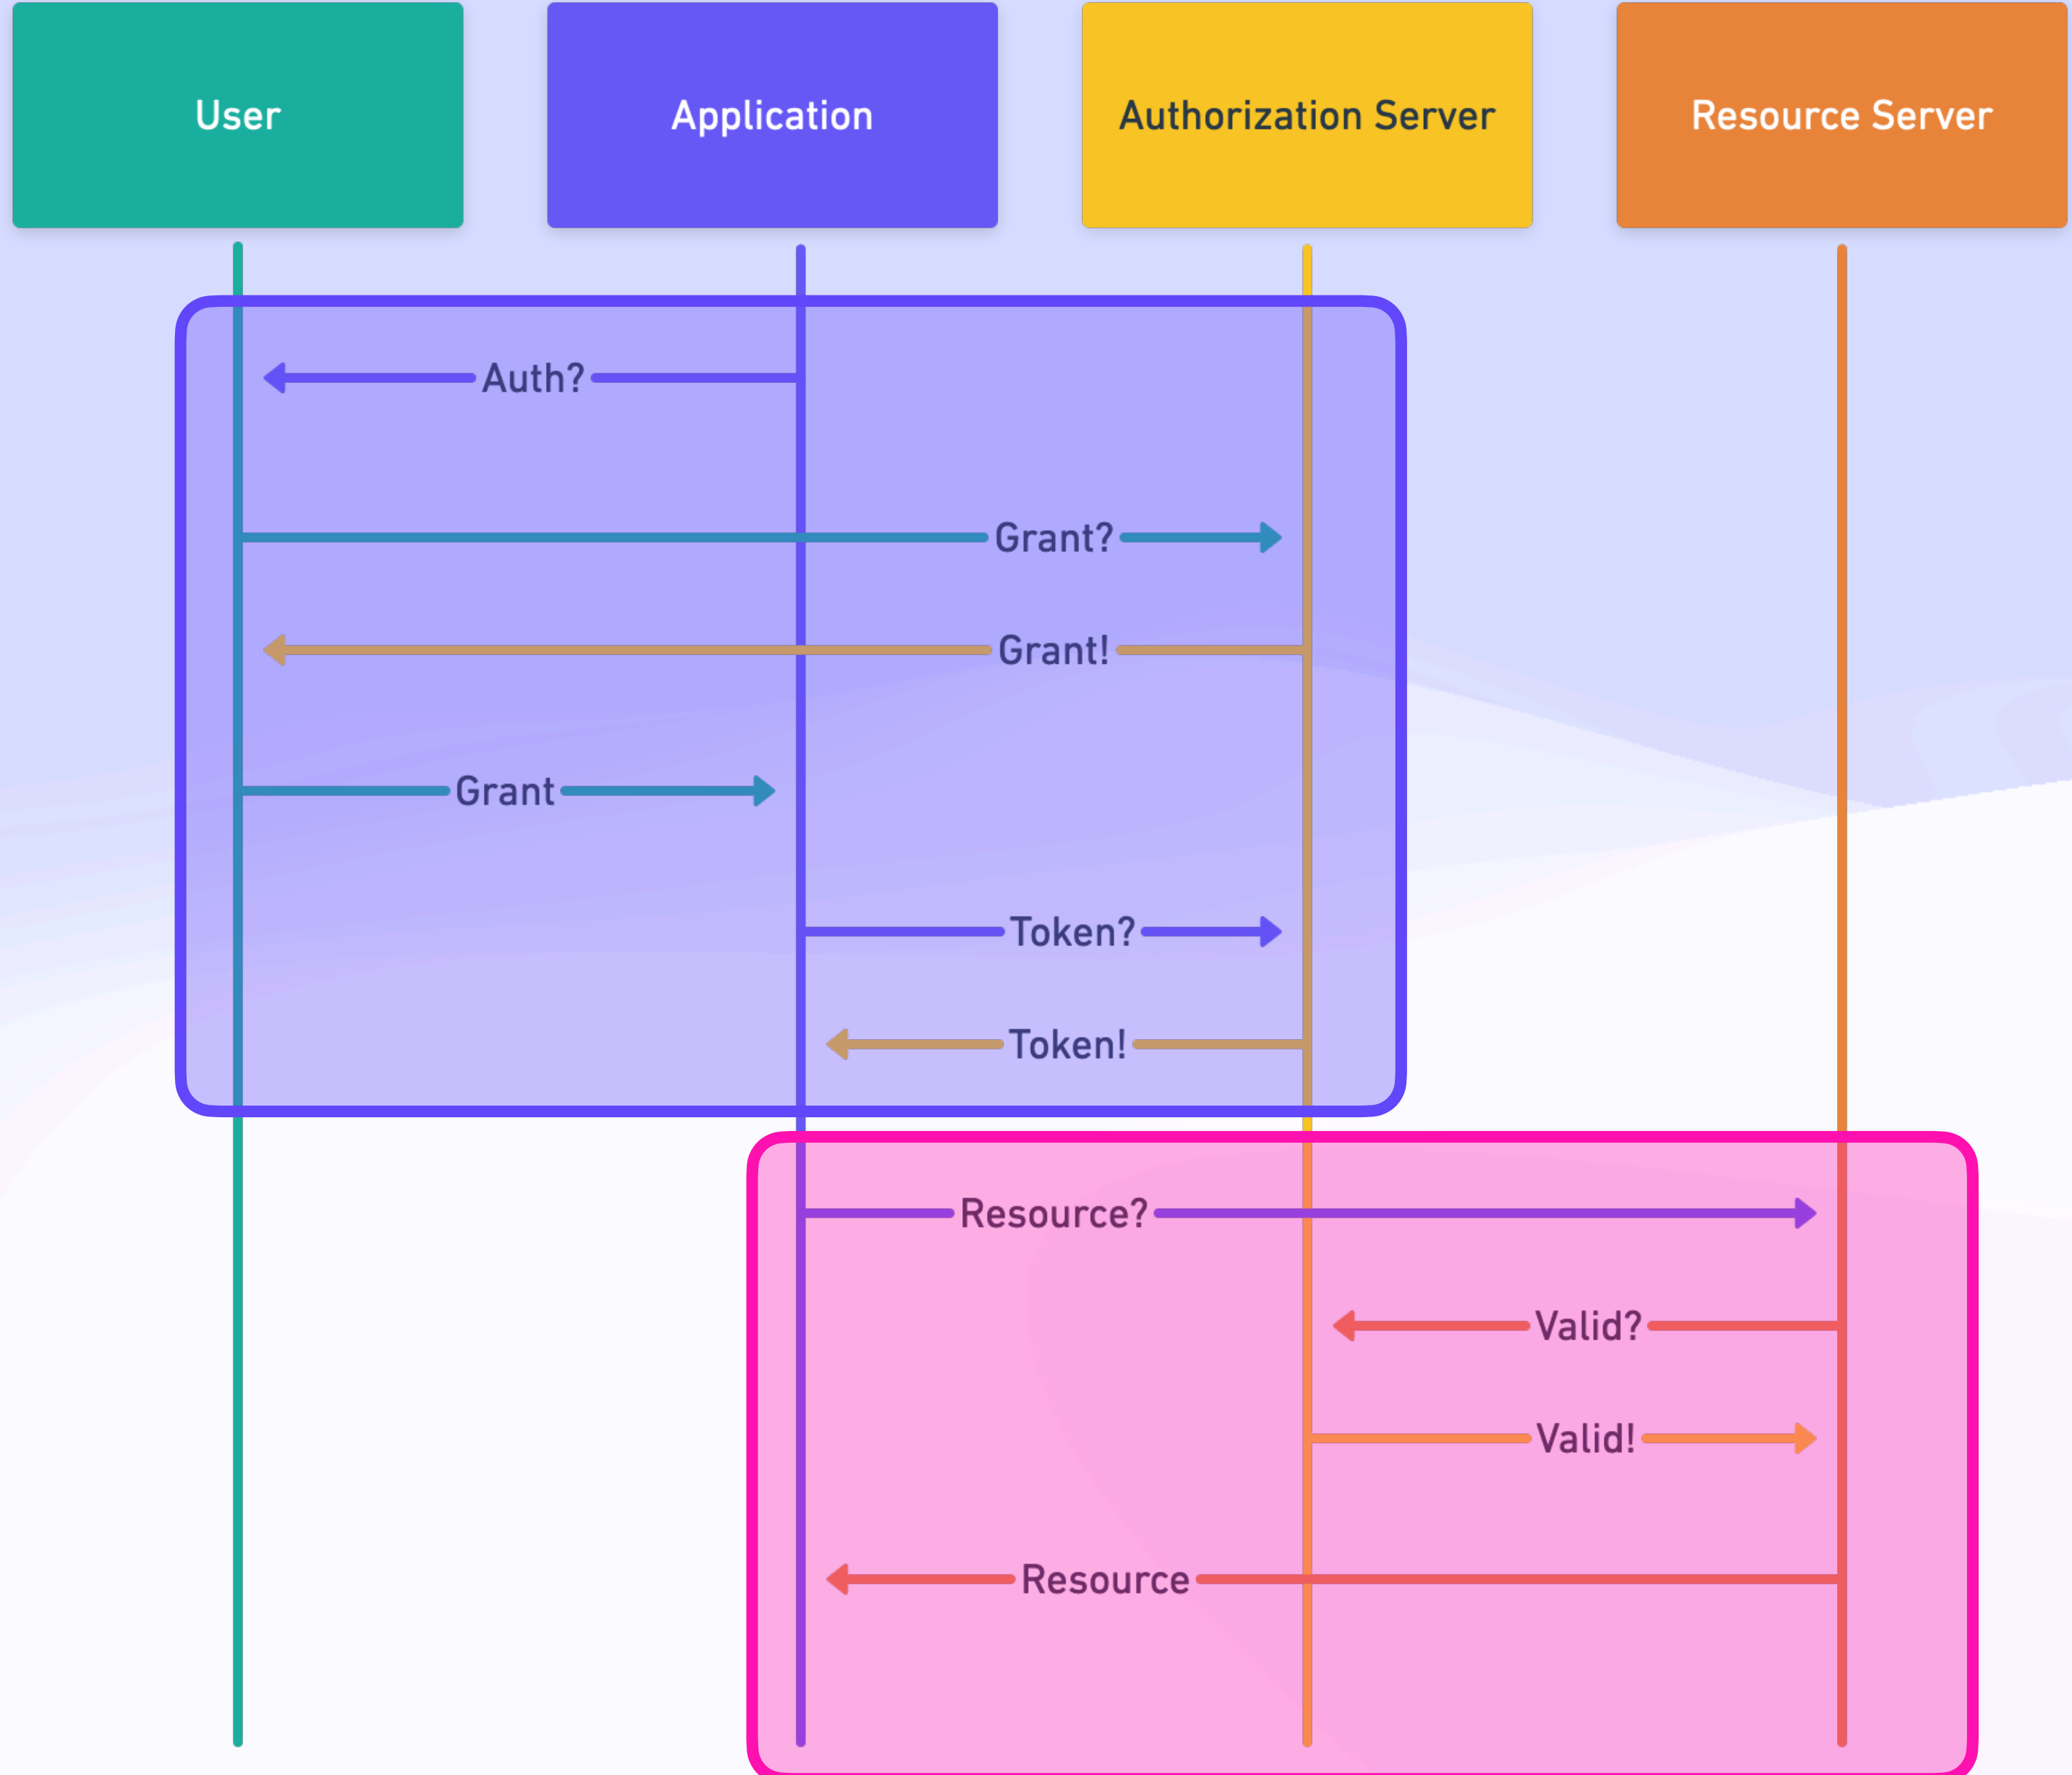 User
Application
Authorization Server
Resource Server
Auth?
Grant?
Grant!
Grant
Token?
Token!
Resource?
Valid?
Valid!
Resource